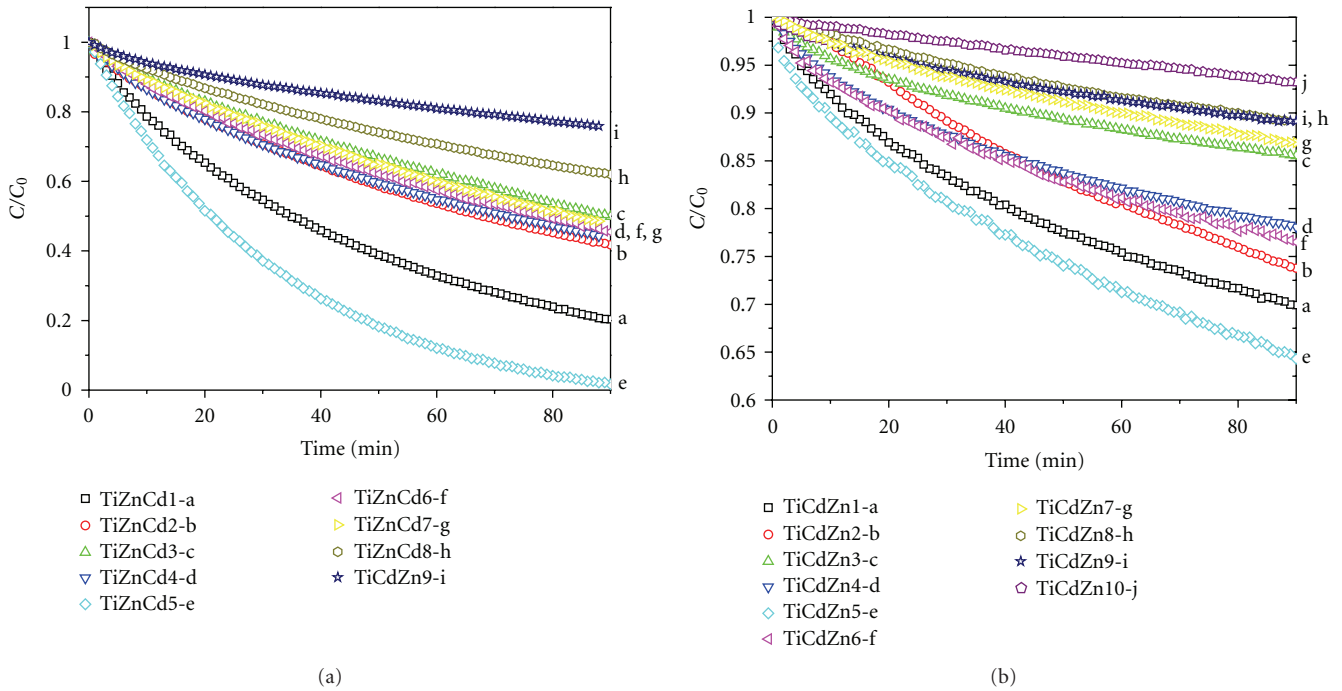 1
0.8
0.6
0.4
0.2
0
C/C0
0 20 40 60 80
Time (min)
i
h
c
d, f, g
b
a
e
TiZnCd1-a
TiZnCd2-b
TiZnCd3-c
TiZnCd4-d
TiZnCd5-e
TiZnCd6-f
TiZnCd7-g
TiZnCd8-h
TiCdZn9-i
(a)
1
0.95
0.9
0.85
0.8
0.75
0.7
0.65
0.6
C/C0
0 20 40 60 80
Time (min)
j
i, h
g
c
d
f
b
a
e
TiCdZn1-a
TiCdZn2-b
TiCdZn3-c
TiCdZn4-d
TiCdZn5-e
TiCdZn6-f
TiCdZn7-g
TiCdZn8-h
TiCdZn9-i
TiCdZn10-j
(b)